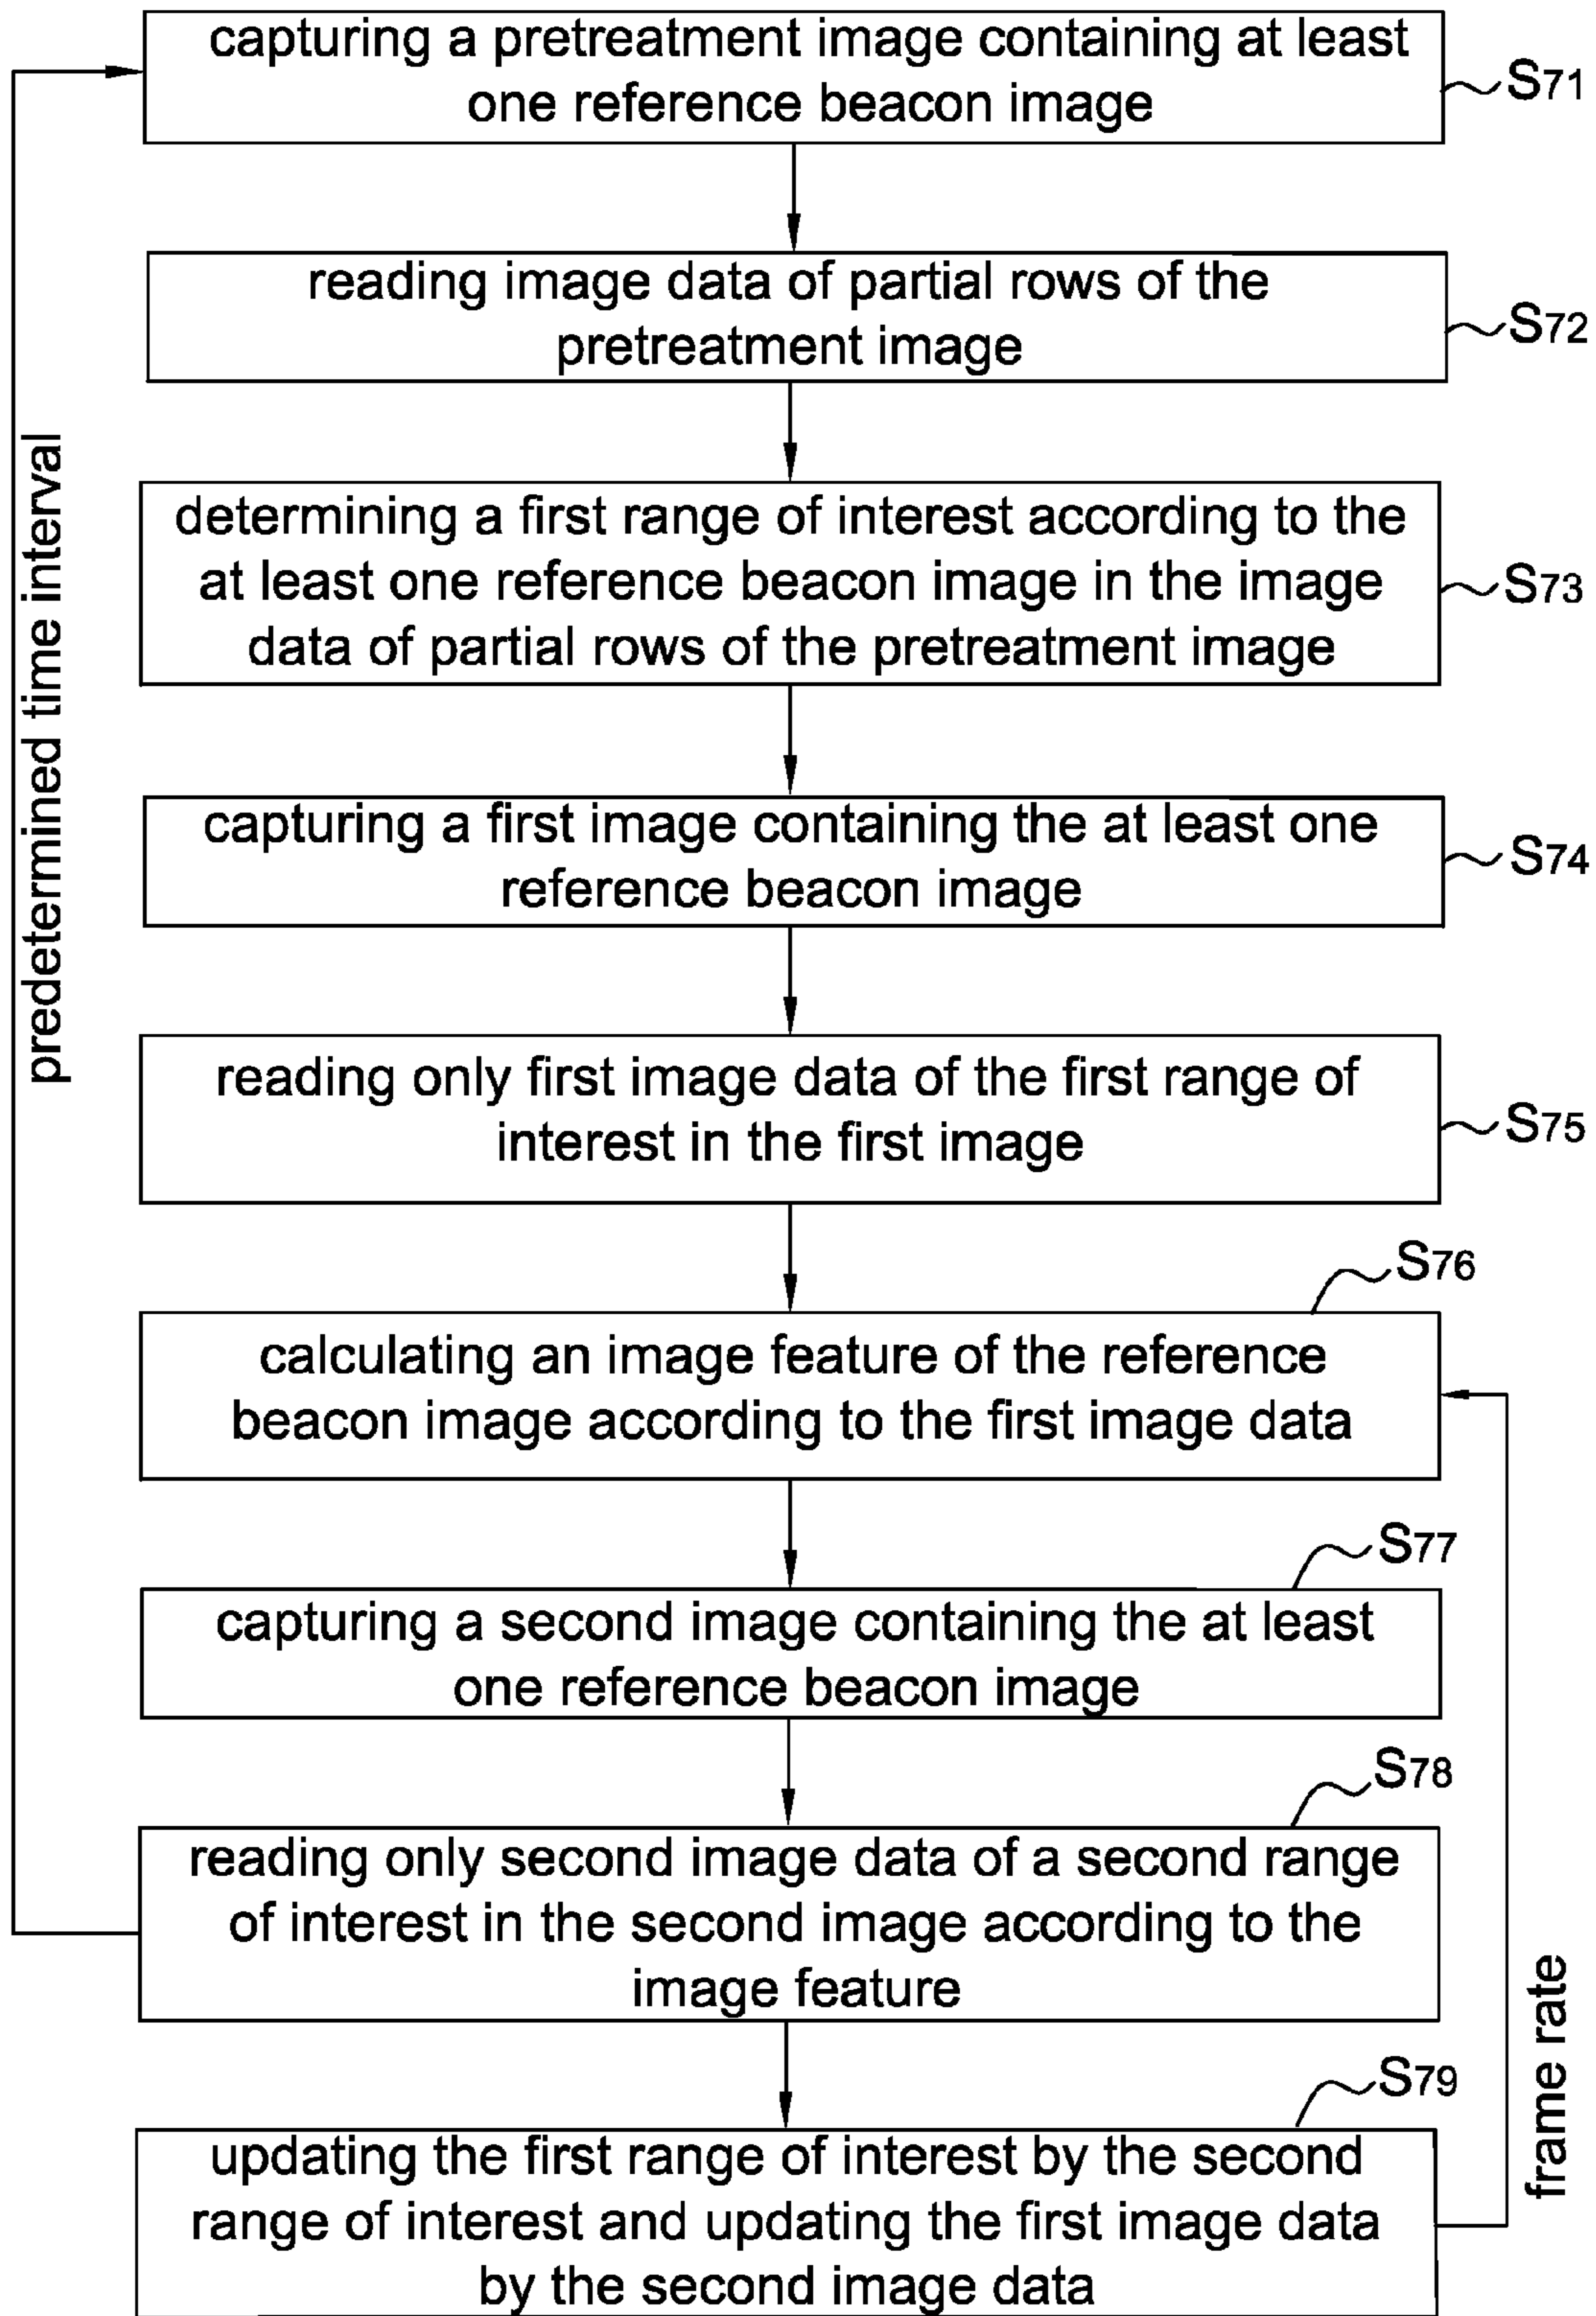 capturing a pretreatment image containing at least
one reference beacon image
S71
reading image data of partial rows of the
pretreatment image
S72
determining a first range of interest according to the
at least one reference beacon image in the image
data of partial rows of the pretreatment image
S73
capturing a first image containing the at least one
reference beacon image
S74
reading only first image data of the first range of
interest in the first image
S75
S76
calculating an image feature of the reference
beacon image according to the first image data
S77
capturing a second image containing the at least
one reference beacon image
S78
reading only second image data of a second range
of interest in the second image according to the
image feature
S79
updating the first range of interest by the second
range of interest and updating the first image data
by the second image data
predetermined time interval
frame rate